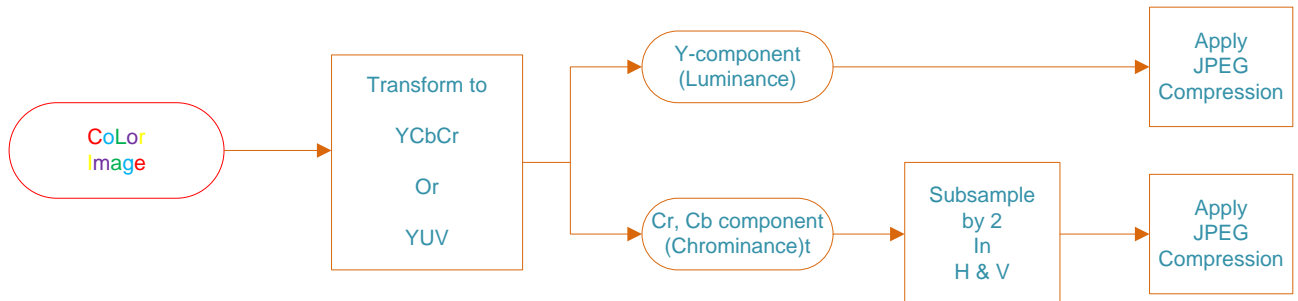 CoLor
Image
Transform to
YCbCr
Or
YUV
Y-component
(Luminance)
Apply
JPEG
Compression
Cr, Cb component
(Chrominance)t
Subsample
by 2
In
H & V
Apply
JPEG
Compression